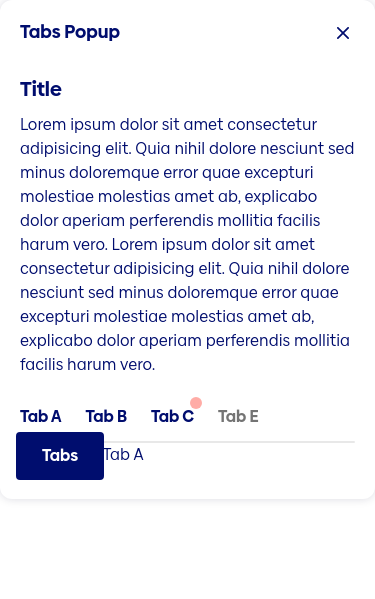 Tabs Popup
Title
Lorem ipsum dolor sit amet consectetur
adipisicing elit. Quia nihil dolore nesciunt sed
minus doloremque error quae excepturi
molestiae molestias amet ab, explicabo
dolor aperiam perferendis mollitia facilis
harum vero. Lorem ipsum dolor sit amet
consectetur adipisicing elit. Quia nihil dolore
nesciunt sed minus doloremque error quae
excepturi molestiae molestias amet ab,
explicabo dolor aperiam perferendis mollitia
facilis harum vero.
Tab A Tab B Tab C Tab E
Tabs Tab A